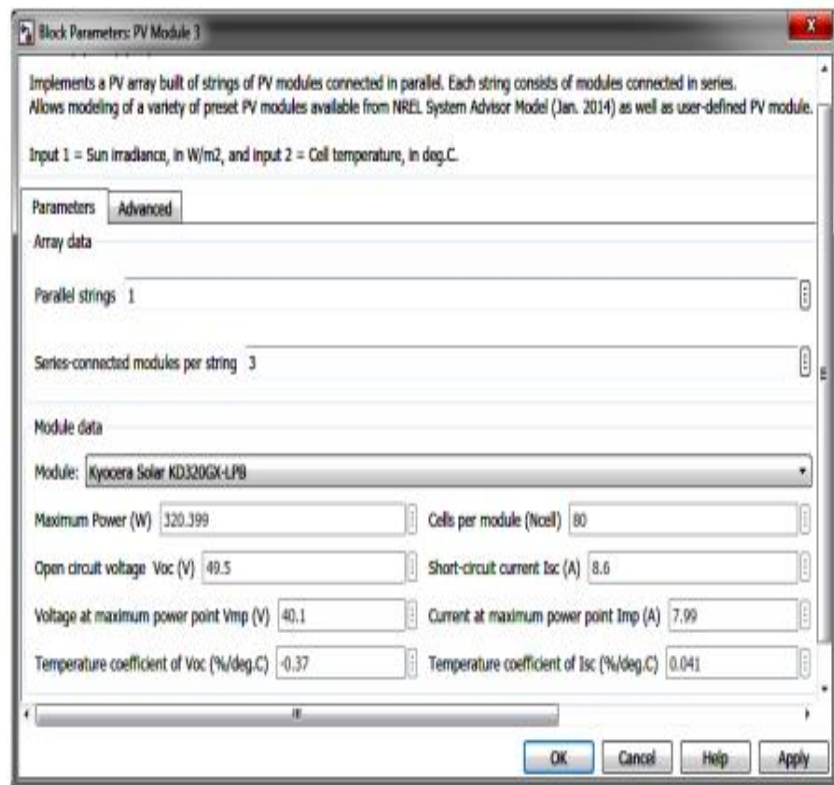 Block Parameters: PV Module 3
X
Implements a PV array built of strings of PV modules connected in parallel. Each string consists of modules connected in series.
Allows modeling of a variety of preset PV modules available from NREL System Advisor Model (Jan. 2014) as well as user-defined PV module.
Input 1 = Sun irradiance, in W/m2, and input 2 = Cell temperature, in deg.C.
Parameters Advanced
Array data
Parallel strings 1
Series-connected modules per string 3
Module data
Module: Kyocera Solar KD320GX-LPB
Maximum Power (W) 320.399 Cells per module (Ncell) 80
Open circuit voltage Voc (V) 49.5 Short-circuit current Isc (A) 8.6
Voltage at maximum power point Vmp (V) 40.1 Current at maximum power point Imp (A) 7.99
Temperature coefficient of Voc (%/deg.C) -0.37 Temperature coefficient of Isc (%/deg.C) 0.041
OK Cancel Help Apply